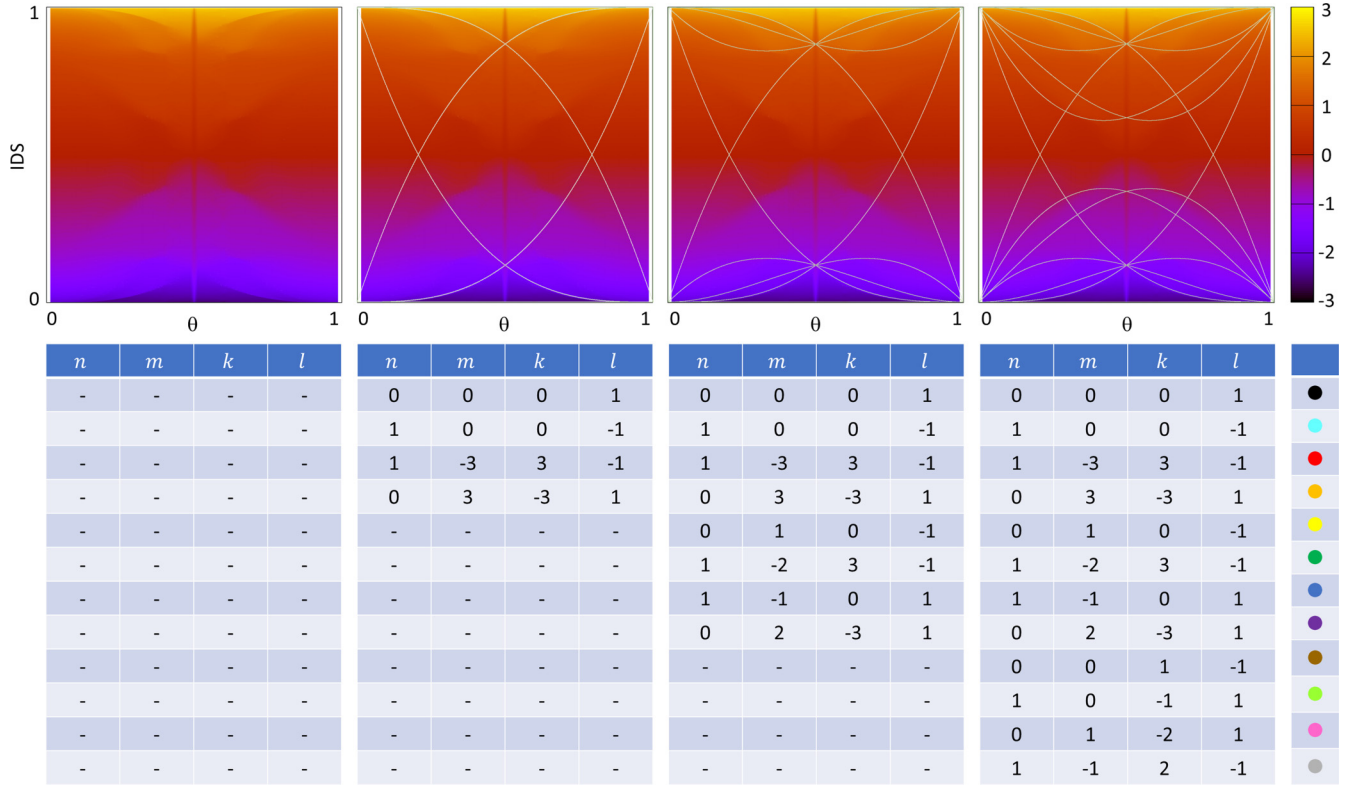 1
3
2
1
IDS
0
-1
-2
0
-3
0 θ 1 0 θ 1 0 θ 1 0 θ 1
n m k l n m k l n m k l n m k l
- - - - 0 0 0 1 0 0 0 1 0 0 0 1
- - - - 1 0 0 -1 1 0 0 -1 1 0 0 -1
- - - - 1 -3 3 -1 1 -3 3 -1 1 -3 3 -1
- - - - 0 3 -3 1 0 3 -3 1 0 3 -3 1
- - - - - - - - 0 1 0 -1 0 1 0 -1
- - - - - - - - 1 -2 3 -1 1 -2 3 -1
- - - - - - - - 1 -1 0 1 1 -1 0 1
- - - - - - - - 0 2 -3 1 0 2 -3 1
- - - - - - - - - - - - 0 0 1 -1
- - - - - - - - - - - - 1 0 -1 1
- - - - - - - - - - - - 0 1 -2 1
- - - - - - - - - - - - 1 -1 2 -1